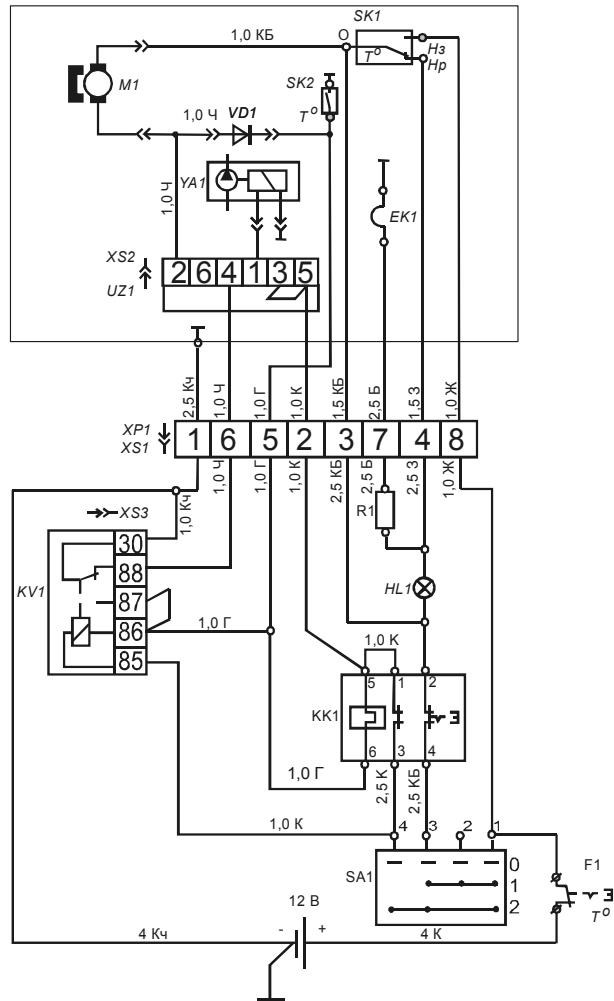 SK1
O
T°
Нз
Нр
1,0 КБ
M1
SK2
T°
1,0 Ч
VD1
YA1
1,0 Ч
EK1
XS2
UZ1
2 6 4 1 3 5
2,5 Кч
1,0 Ч
1,0 Г
1,0 К
1,5 КБ
2,5 Б
1,5 З
1,0 Ж
XP1
XS1
1 6 5 2 3 7 4 8
1,0 Кч
1,0 Ч
1,0 Г
1,0 К
2,5 КБ
2,5 Б
2,5 З
1,0 Ж
XS3
R1
KV1
30
88
87
86
85
HL1
1,0 Г
1,0 К
5 1 2
KK1
6 3 4
1,0 Г
2,5 К
2,5 КБ
1,0 К
4 3 2 1
SA1
0
1
2
F1
T°
12 В
- +
4 Кч
4 К